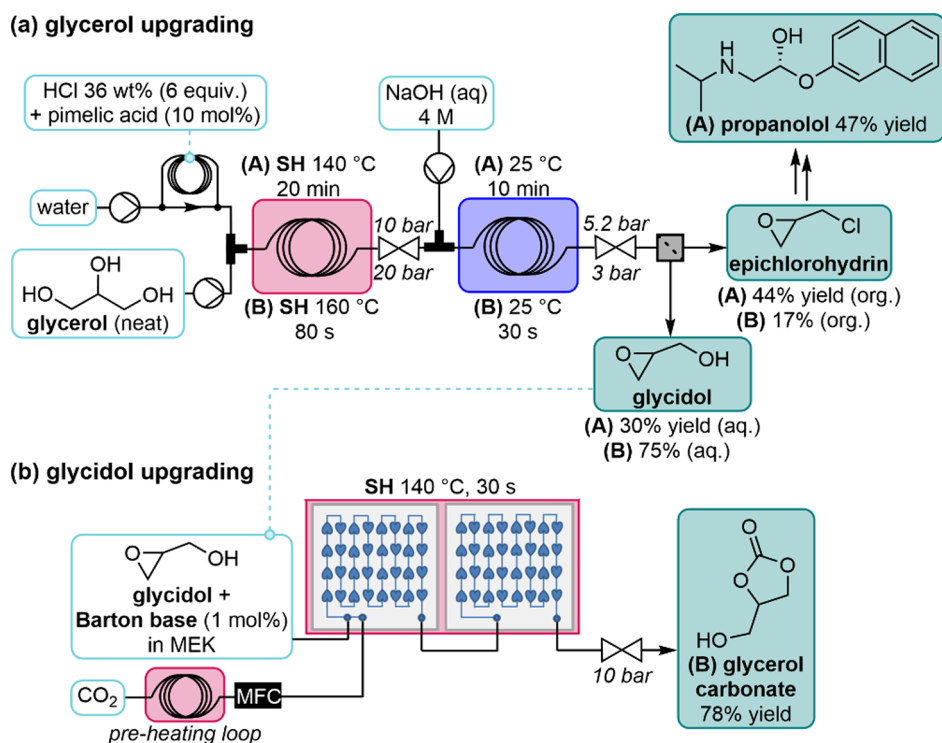 (a) glycerol upgrading
HCl 36 wt% (6 equiv.)
+ pimelic acid (10 mol%)
water
HO
OH
OH
glycerol (neat)
(A) SH 140 °C
20 min
(B) SH 160 °C
80 s
10 bar
20 bar
NaOH (aq)
4 M
(A) 25 °C
10 min
(B) 25 °C
30 s
5.2 bar
3 bar
OH
N
H
O
(A) propanolol 47% yield
O
Cl
epichlorohydrin
(A) 44% yield (org.)
(B) 17% (org.)
O
OH
glycidol
(A) 30% yield (aq.)
(B) 75% (aq.)
(b) glycidol upgrading
SH 140 °C, 30 s
O
OH
glycidol +
Barton base (1 mol%)
in MEK
CO2
MFC
pre-heating loop
10 bar
O
O
O
HO
(B) glycerol
carbonate
78% yield